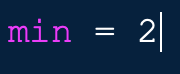 min = 2